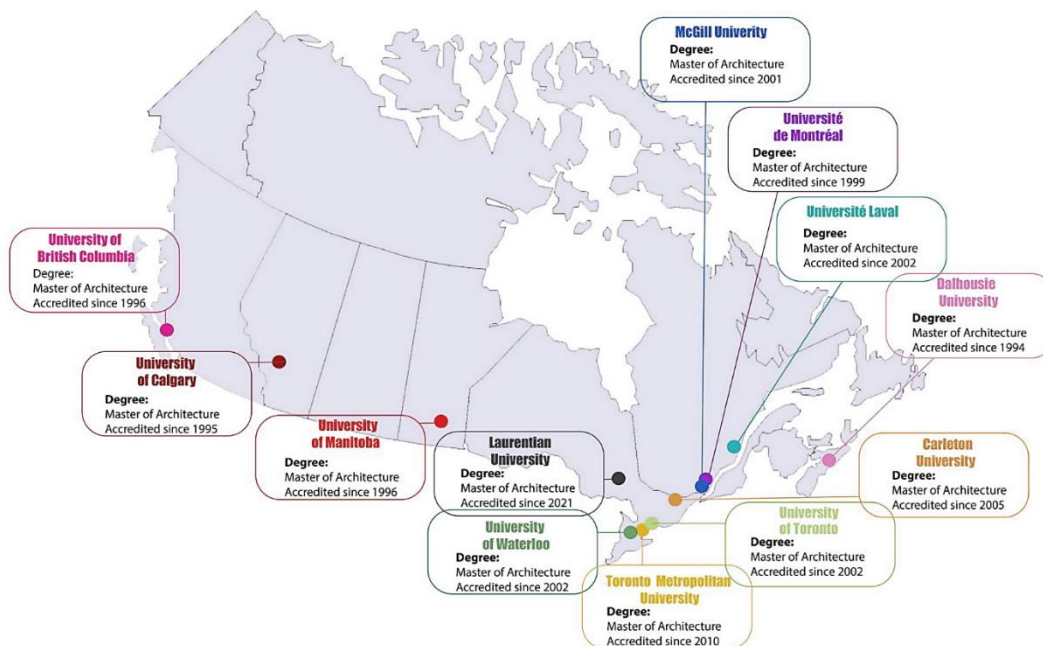 McGill Univerity
Degree:
Master of Architecture
Accredited since 2001
Université
de Montréal
Degree:
Master of Architecture
Accredited since 1999
Université Laval
Degree:
Master of Architecture
Accredited since 2002
University of
British Columbia
Degree:
Master of Architecture
Accredited since 1996
Dalhousie
University
Degree:
Master of Architecture
Accredited since 1994
University
of Calgary
Degree:
Master of Architecture
Accredited since 1995
University
of Manitoba
Degree:
Master of Architecture
Accredited since 1996
Laurentian
University
Degree:
Master of Architecture
Accredited since 2021
Carleton
University
Degree:
Master of Architecture
Accredited since 2005
University
of Waterloo
Degree:
Master of Architecture
Accredited since 2002
University
of Toronto
Degree:
Master of Architecture
Accredited since 2002
Toronto Metropolitan
University
Degree:
Master of Architecture
Accredited since 2010